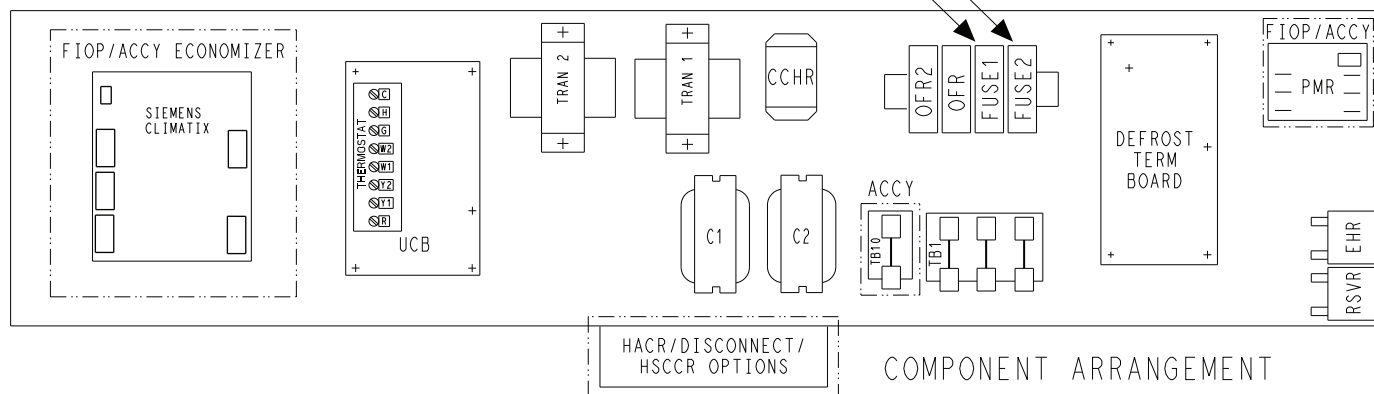 FIOP/ACCY ECONOMIZER
SIEMENS
CLIMATIX
THERMOSTAT
C
H
G
W2
W1
Y2
Y1
R
UCB
TRAN 2
TRAN 1
CCHR
C1
C2
OFR2
OFR
FUSE1
FUSE2
ACCY
TB10
TB1
DEFROST
TERM
BOARD
FIOP/ACCY
PMR
EHR
RSVR
HACR/DISCONNECT/
HSCCR OPTIONS
COMPONENT ARRANGEMENT